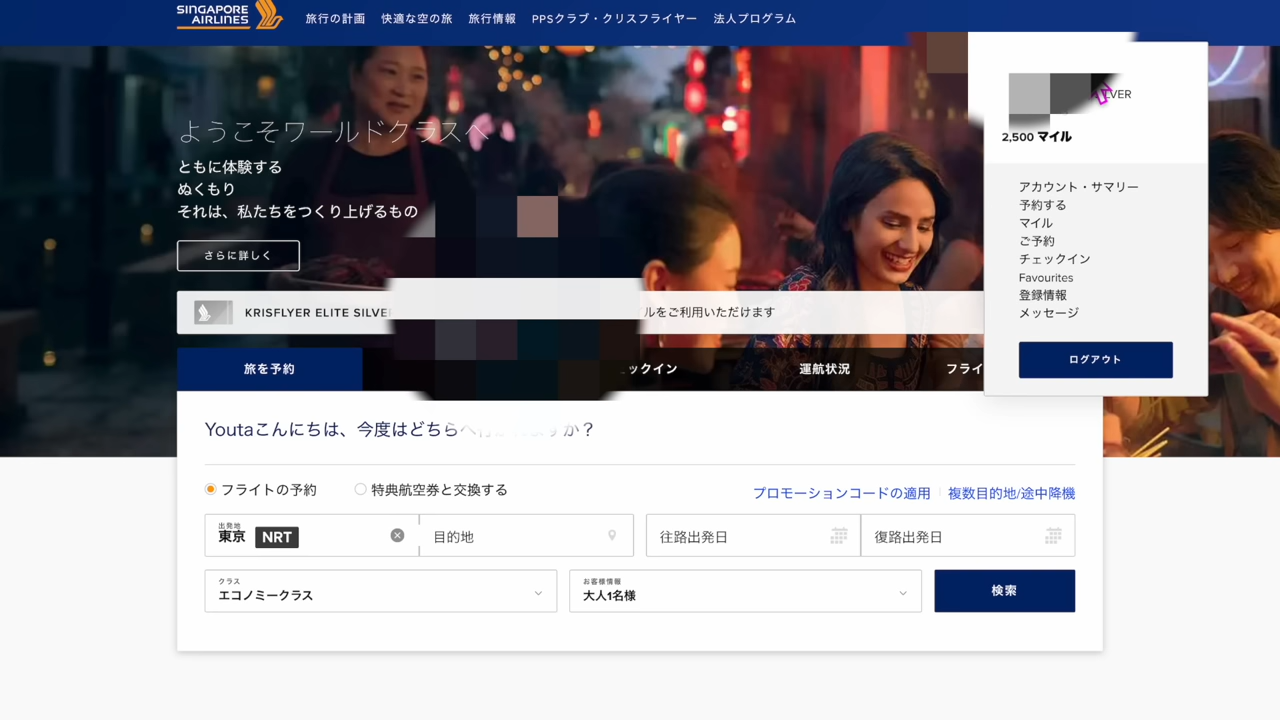 SINGAPORE
AIRLINES
旅行の計画 快適な空の旅 旅行情報 PPSクラブ・クリスフライヤー 法人プログラム
LVER
2,500 マイル
アカウント・サマリー
予約する
マイル
ご予約
チェックイン
Favourites
登録情報
メッセージ
ログアウト
ようこそワールドクラスへ
ともに体験する
ぬくもり
それは、私たちをつくり上げるもの
さらに詳しく
KRISFLYER ELITE SILVE ルをご利用いただけます
旅を予約 ックイン 運航状況 フライ
Youtaこんにちは、今度はどちらへ ますか？
フライトの予約 特典航空券と交換する
プロモーションコードの適用 複数目的地/途中降機
出発地
東京 NRT 目的地 往路出発日 復路出発日
クラス
エコノミークラス
お客様情報
大人1名様
検索